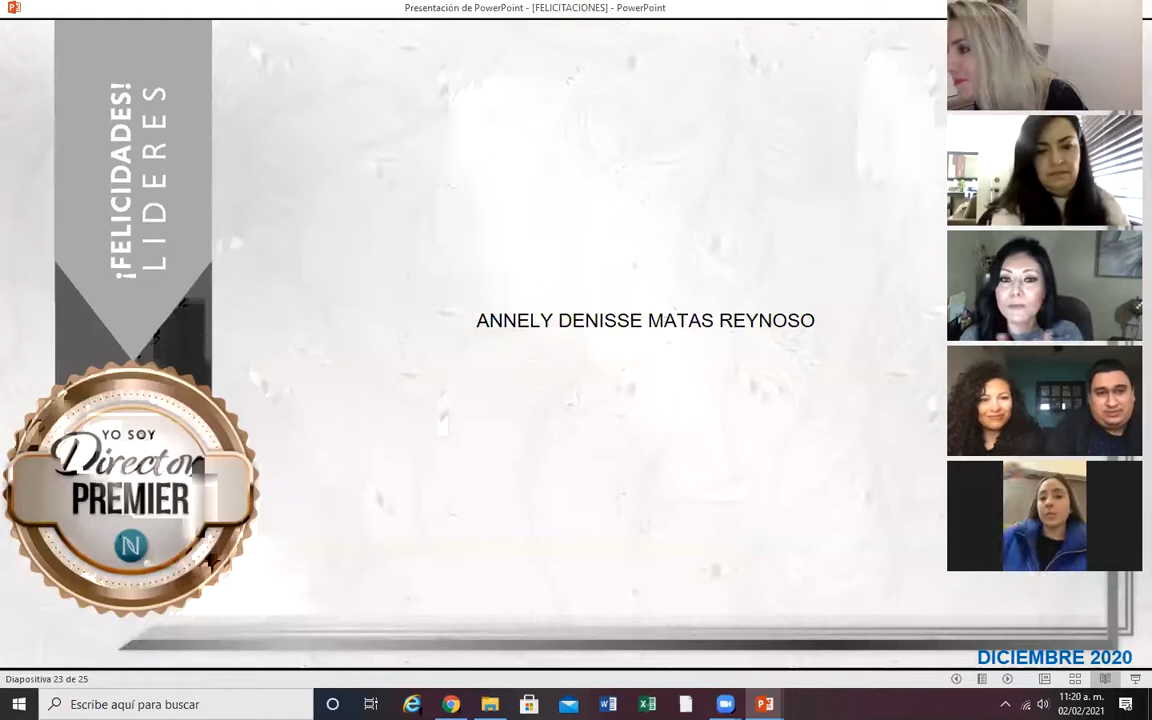 Presentación de PowerPoint - [FELICITACIONES] - PowerPoint
¡FELICIDADES!
LIDERES
ANNELY DENISSE MATAS REYNOSO
YO SOY
Director
PREMIER
N
DICIEMBRE 2020
Diapositiva 23 de 25
Escribe aquí para buscar
11:20 a. m.
02/02/2021